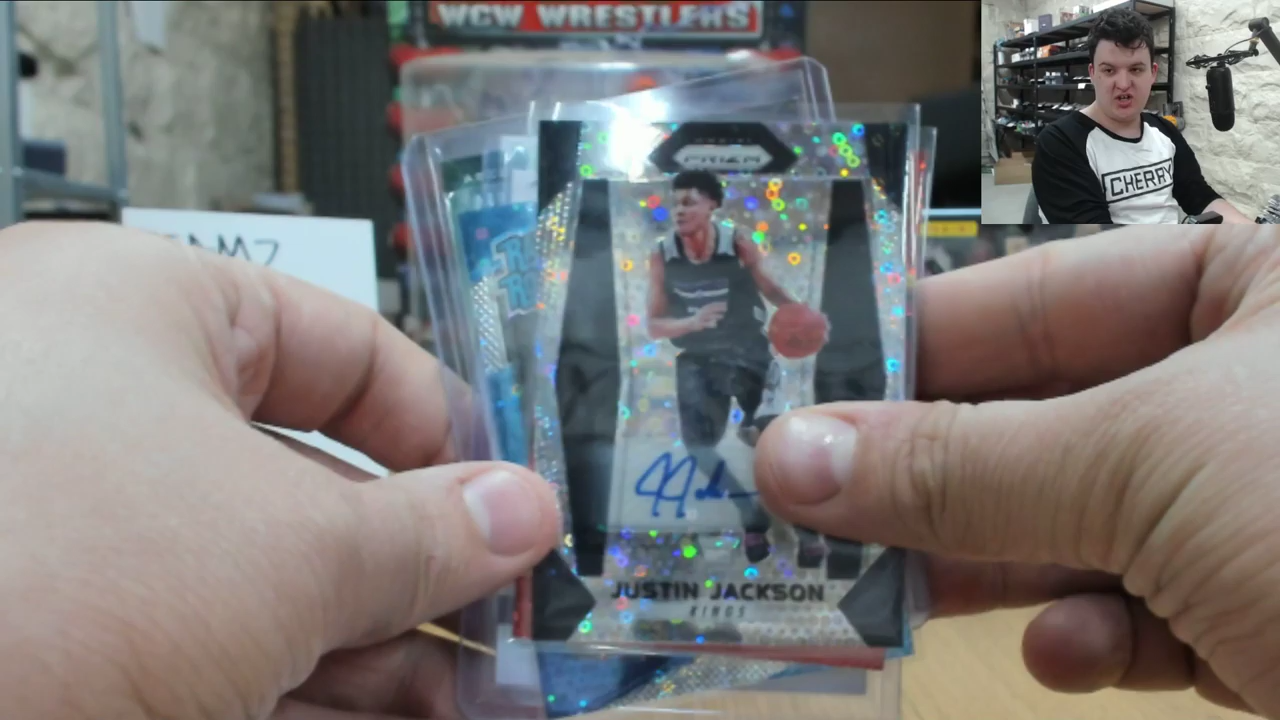 WCW WRESTLERS
CHERRY
PRIZM
JUSTIN JACKSON
KINGS